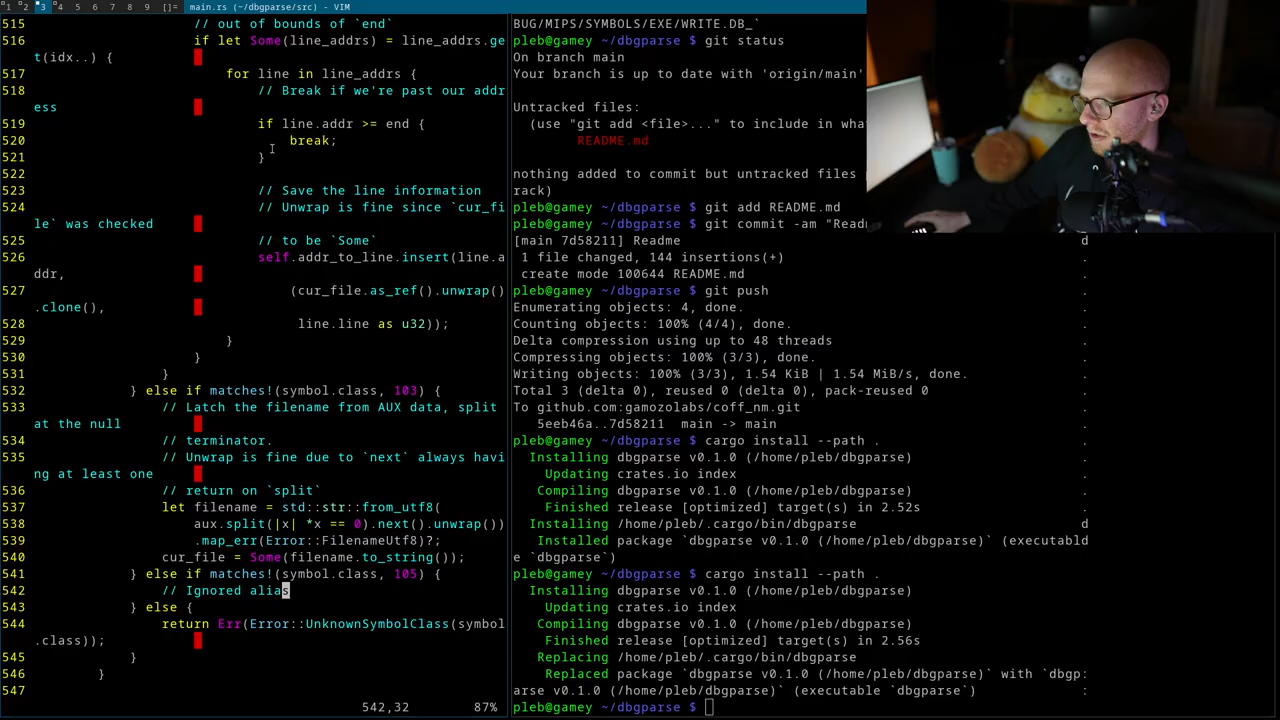 1 2 3 4 5 6 7 8 9 []= main.rs (~/dbgparse/src) - VIM
515 // out of bounds of `end`
516 if let Some(line_addrs) = line_addrs.ge
t(idx..) {
517 for line in line_addrs {
518 // Break if we're past our addr
ess
519 if line.addr >= end {
520 break;
521 }
522
523 // Save the line information
524 // Unwrap is fine since `cur_fi
le` was checked
525 // to be `Some`
526 self.addr_to_line.insert(line.a
ddr,
527 (cur_file.as_ref().unwrap()
.clone(),
528 line.line as u32));
529 }
530 }
531 }
532 } else if matches!(symbol.class, 103) {
533 // Latch the filename from AUX data, split
at the null
534 // terminator.
535 // Unwrap is fine due to `next` always havi
ng at least one
536 // return on `split`
537 let filename = std::str::from_utf8(
538 aux.split(|x| *x == 0).next().unwrap())
539 .map_err(Error::FilenameUtf8)?;
540 cur_file = Some(filename.to_string());
541 } else if matches!(symbol.class, 105) {
542 // Ignored alias
543 } else {
544 return Err(Error::UnknownSymbolClass(symbol
.class));
545 }
546 }
547
542,32 87%
BUG/MIPS/SYMBOLS/EXE/WRITE.DB_`
pleb@gamey ~/dbgparse $ git status
On branch main
Your branch is up to date with 'origin/main'
Untracked files:
(use "git add <file>..." to include in wha
README.md
nothing added to commit but untracked files
rack)
pleb@gamey ~/dbgparse $ git add README.md
pleb@gamey ~/dbgparse $ git commit -am "Read
[main 7d58211] Readme d
1 file changed, 144 insertions(+) .
create mode 100644 README.md .
pleb@gamey ~/dbgparse $ git push .
Enumerating objects: 4, done. .
Counting objects: 100% (4/4), done. .
Delta compression using up to 48 threads .
Compressing objects: 100% (3/3), done. .
Writing objects: 100% (3/3), 1.54 KiB | 1.54 MiB/s, done. .
Total 3 (delta 0), reused 0 (delta 0), pack-reused 0 .
To github.com:gamozolabs/coff_nm.git .
5eeb46a..7d58211 main -> main .
pleb@gamey ~/dbgparse $ cargo install --path . .
Installing dbgparse v0.1.0 (/home/pleb/dbgparse) .
Updating crates.io index .
Compiling dbgparse v0.1.0 (/home/pleb/dbgparse) .
Finished release [optimized] target(s) in 2.52s .
Installing /home/pleb/.cargo/bin/dbgparse d
Installed package `dbgparse v0.1.0 (/home/pleb/dbgparse)` (executabl
e `dbgparse`) .
pleb@gamey ~/dbgparse $ cargo install --path . .
Installing dbgparse v0.1.0 (/home/pleb/dbgparse) .
Updating crates.io index .
Compiling dbgparse v0.1.0 (/home/pleb/dbgparse) .
Finished release [optimized] target(s) in 2.56s .
Replacing /home/pleb/.cargo/bin/dbgparse .
Replaced package `dbgparse v0.1.0 (/home/pleb/dbgparse)` with `dbgp:
arse v0.1.0 (/home/pleb/dbgparse)` (executable `dbgparse`) .
pleb@gamey ~/dbgparse $